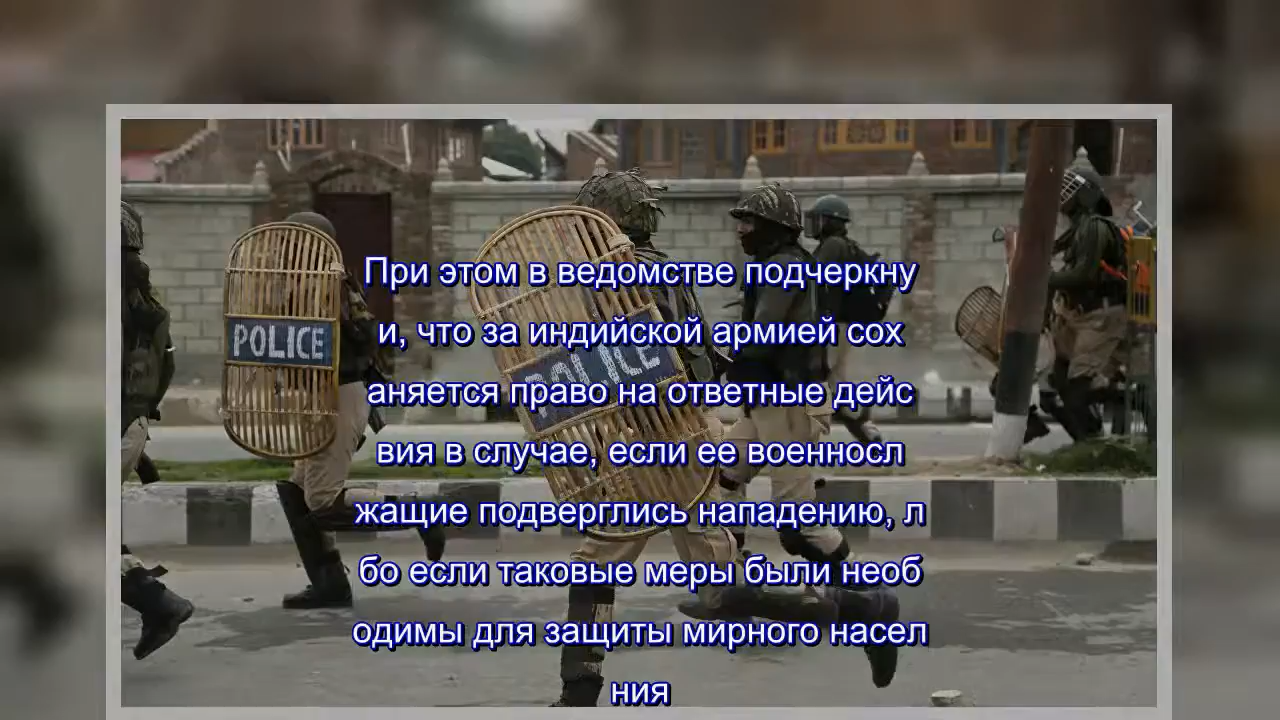 POLICE
POLICE
При этом в ведомстве подчеркну
и, что за индийской армией сох
аняется право на ответные дейс
вия в случае, если ее военносл
жащие подверглись нападению, л
бо если таковые меры были необ
одимы для защиты мирного насел
ния